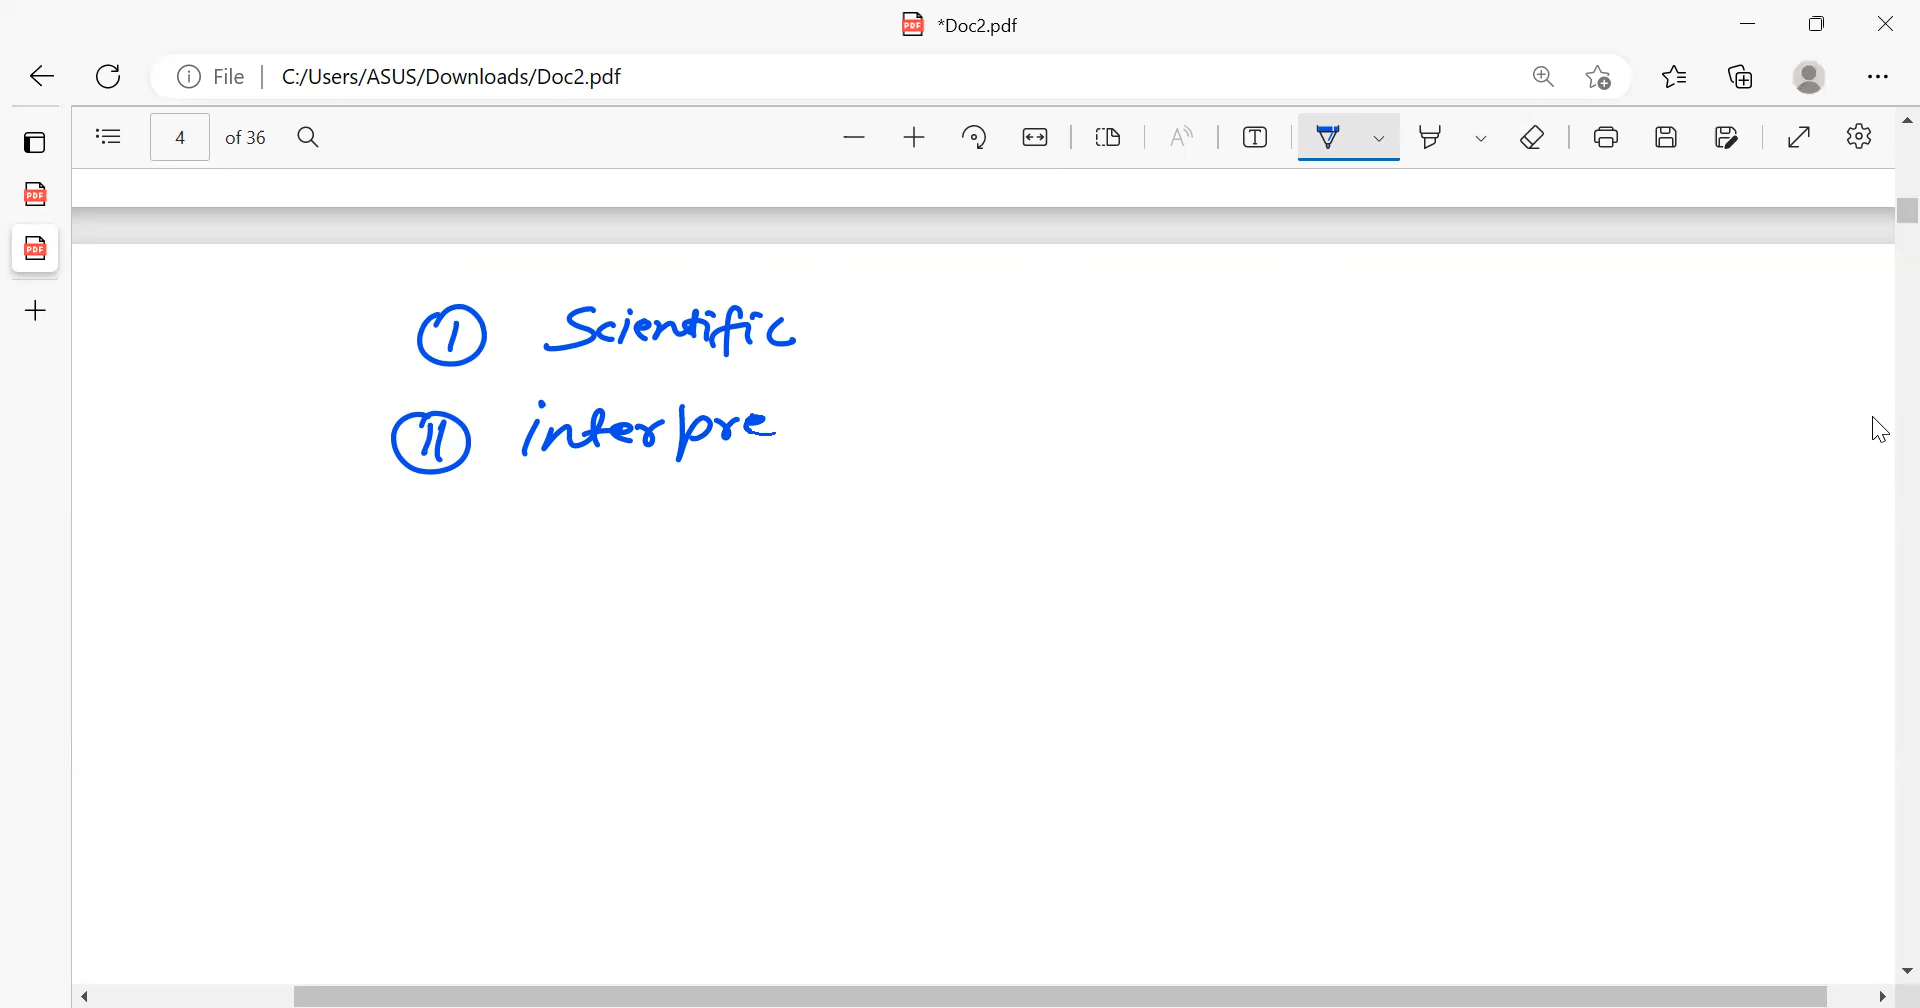 *Doc2.pdf
File C:/Users/ASUS/Downloads/Doc2.pdf
4 of 36
I Scientific
II interpre